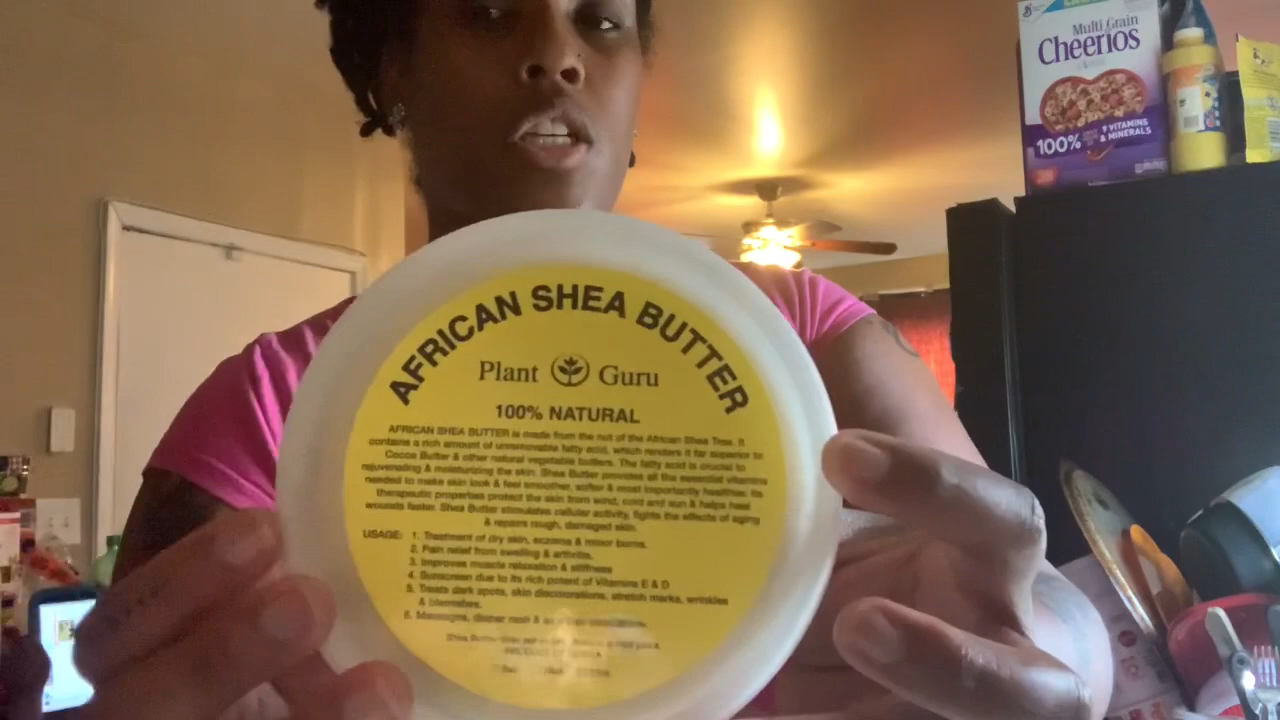 Multi Grain
Cheerios
100%
9 VITAMINS
& MINERALS
AFRICAN SHEA BUTTER
Plant Guru
100% NATURAL
AFRICAN SHEA BUTTER is made from the nut of the African Shea Tree. It
contains a rich amount of unremovable fatty acid, which renders it far superior to
Cocoa Butter & other natural vegetable butters. The fatty acid is crucial to
rejuvenating & moisturizing the skin. Shea Butter provides all the essential vitamins
needed to make skin look & feel smoother, softer & most importantly healthier. Its
therapeutic properties protect the skin from wind, cold and sun & helps heal
wounds faster. Shea Butter stimulates cellular activity, fights the effects of aging
& repairs rough, damaged skin.
USAGE: 1. Treatment of dry skin, eczema & minor burns.
2. Pain relief from swelling & arthritis.
3. Improves muscle relaxation & stiffness
4. Sunscreen due to its rich potent of Vitamins E & D
5. Treats dark spots, skin discolorations, stretch marks, wrinkles
& blemishes.
6. Massages, diaper rash &
Shea Butter
PRODUCT OF